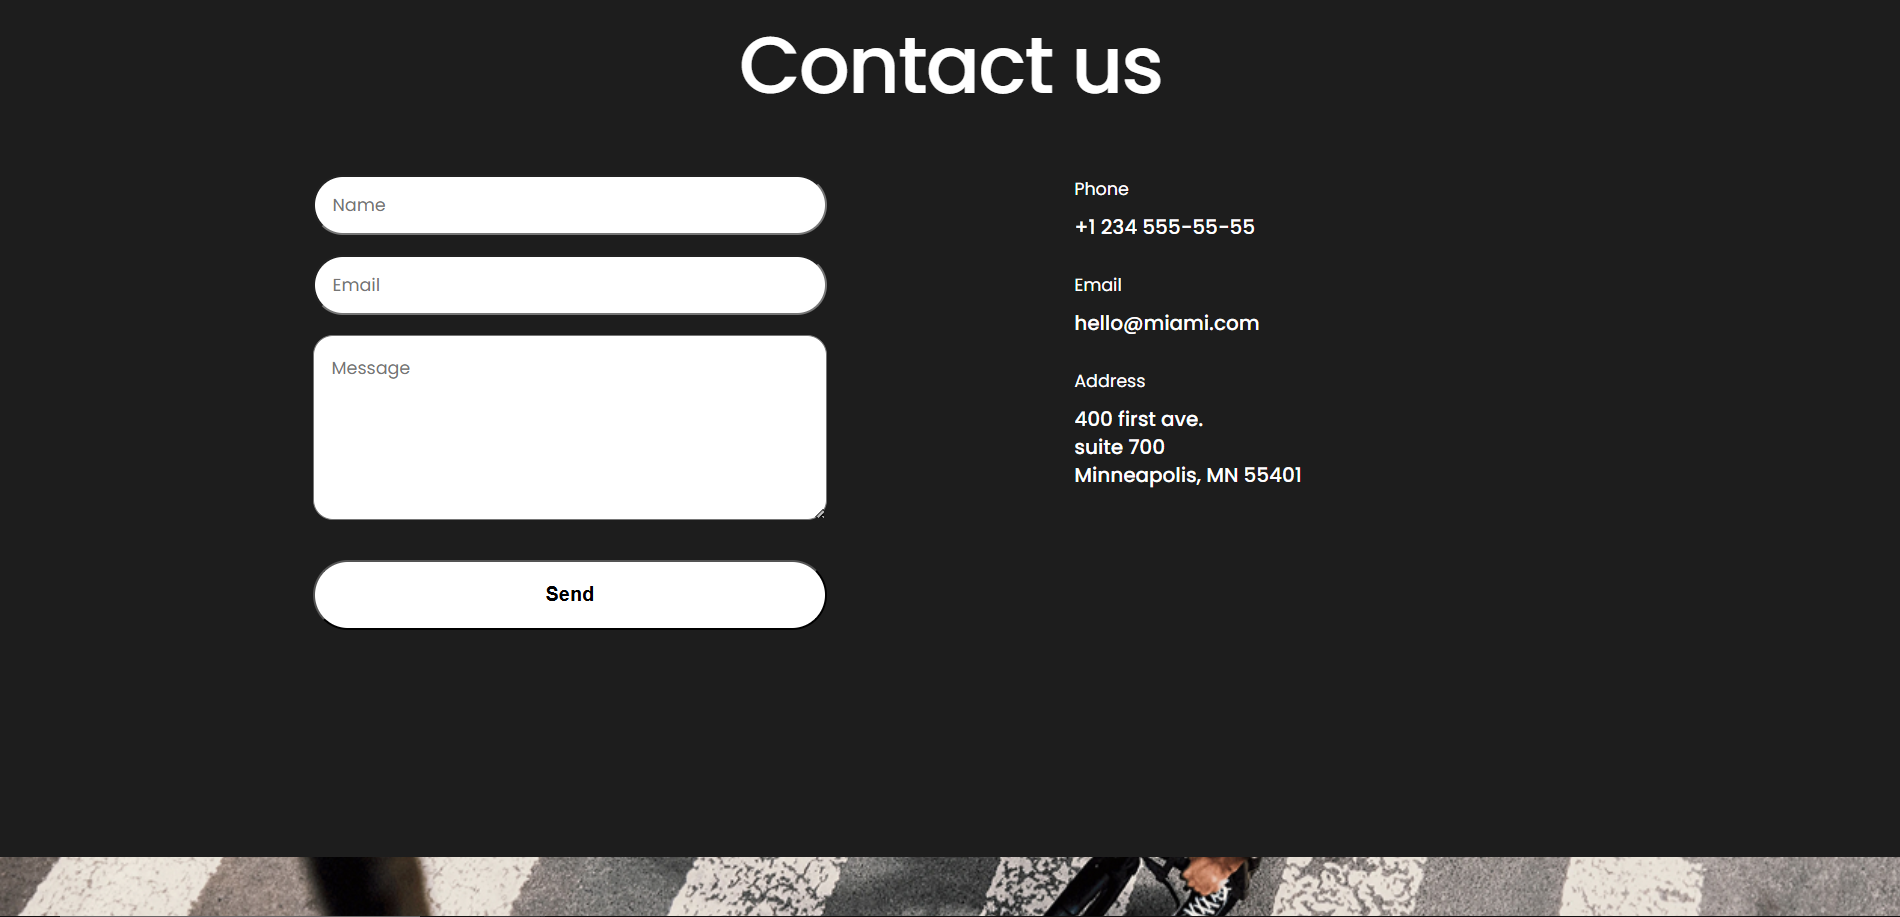 Contact us
Name
Email
Message
Send
Phone
+1 234 555-55-55
Email
hello@miami.com
Address
400 first ave.
suite 700
Minneapolis, MN 55401